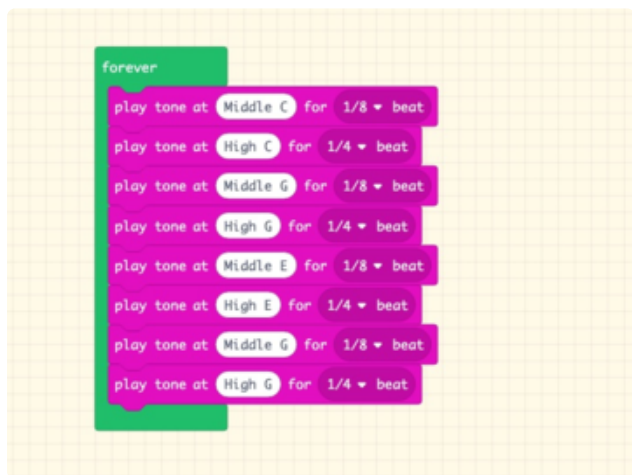 forever
play tone at Middle C for 1/8 beat
play tone at High C for 1/4 beat
play tone at Middle G for 1/8 beat
play tone at High G for 1/4 beat
play tone at Middle E for 1/8 beat
play tone at High E for 1/4 beat
play tone at Middle G for 1/8 beat
play tone at High G for 1/4 beat